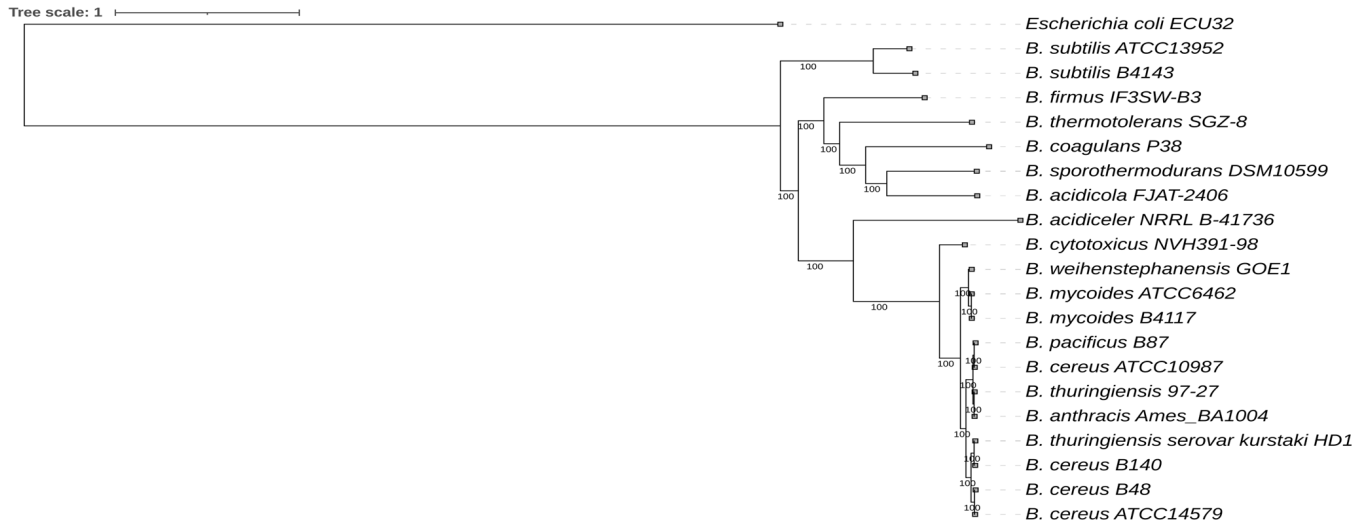 Tree scale: 1
Escherichia coli ECU32
B. subtilis ATCC13952
100
B. subtilis B4143
B. firmus IF3SW-B3
B. thermotolerans SGZ-8
100
B. coagulans P38
100
B. sporothermodurans DSM10599
100
100
B. acidicola FJAT-2406
100
B. acidiceler NRRL B-41736
B. cytotoxicus NVH391-98
100
B. weihenstephanensis GOE1
B. mycoides ATCC6462
100
100
100
B. mycoides B4117
B. pacificus B87
100
100
B. cereus ATCC10987
100
B. thuringiensis 97-27
100
B. anthracis Ames_BA1004
100
B. thuringiensis serovar kurstaki HD1
100
B. cereus B140
100
B. cereus B48
100
B. cereus ATCC14579